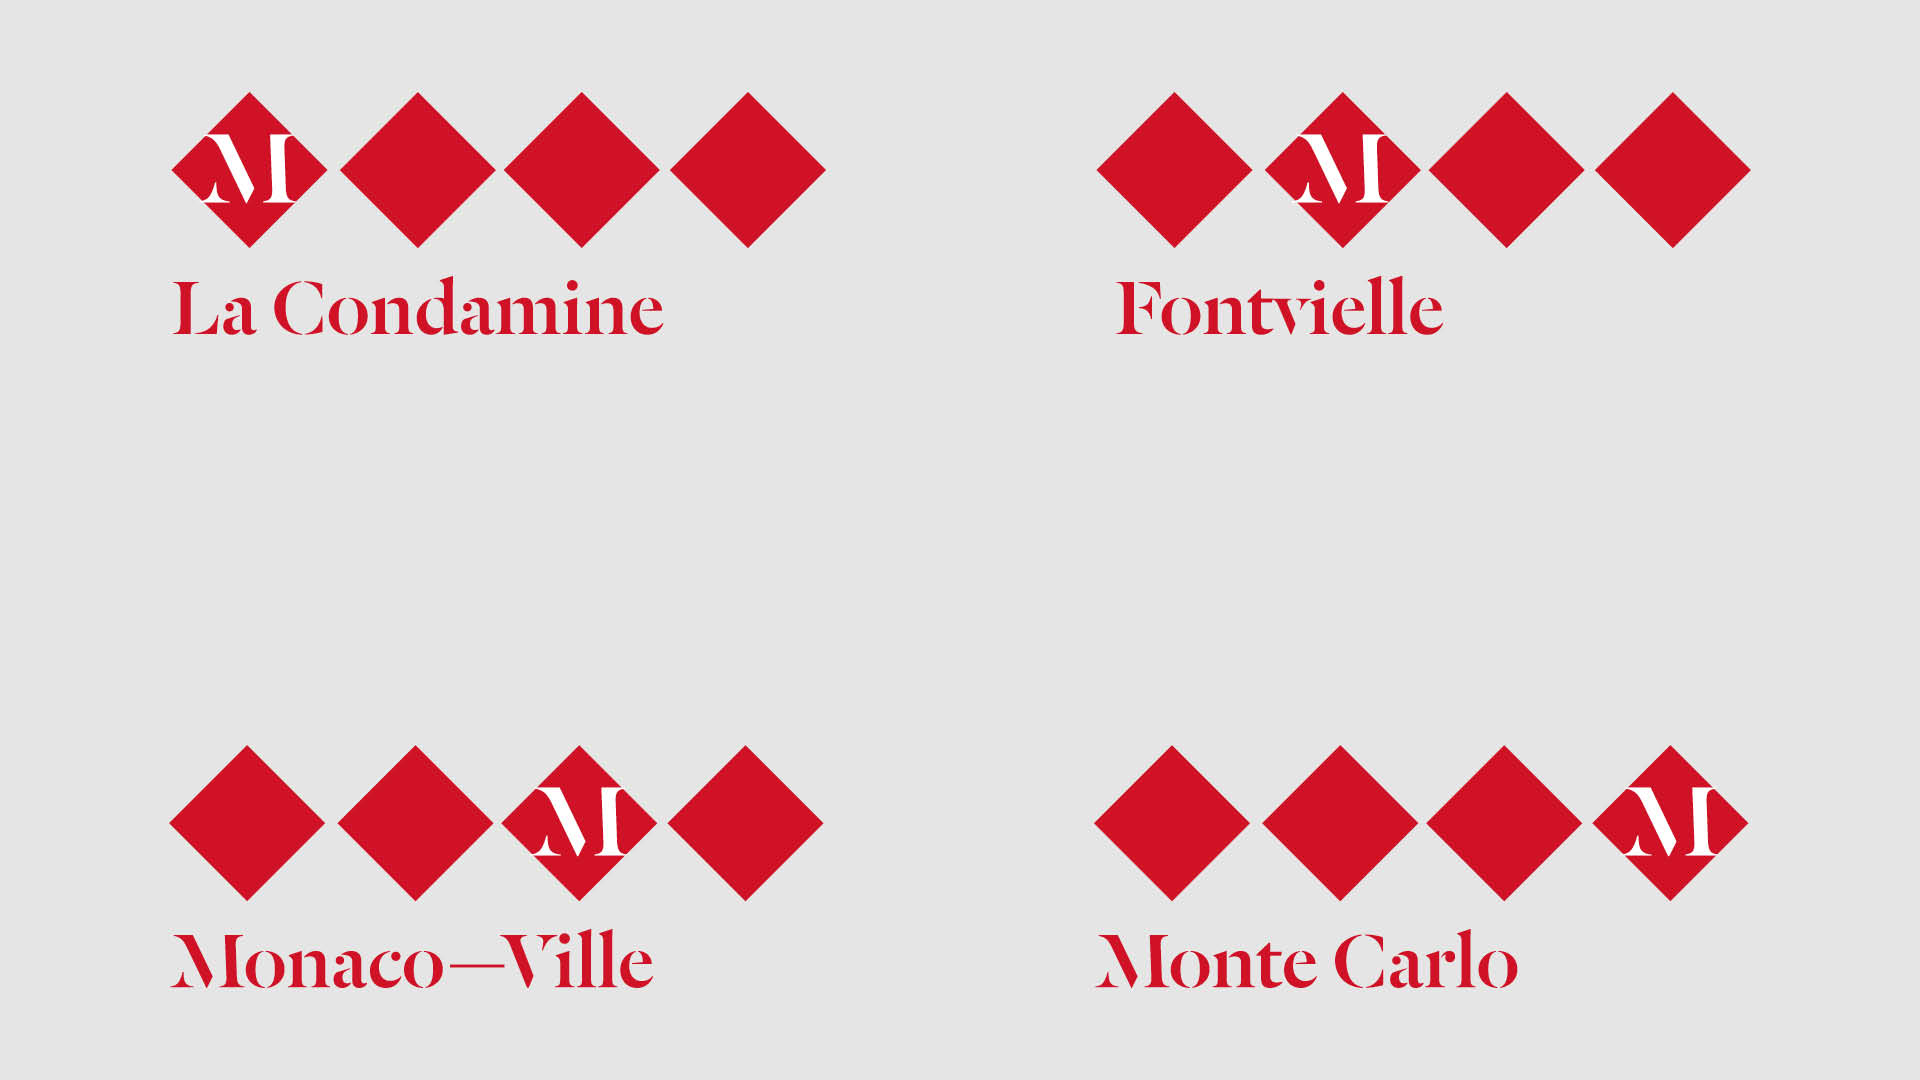 M
La Condamine
M
Fontvielle
M
Monaco—Ville
M
Monte Carlo